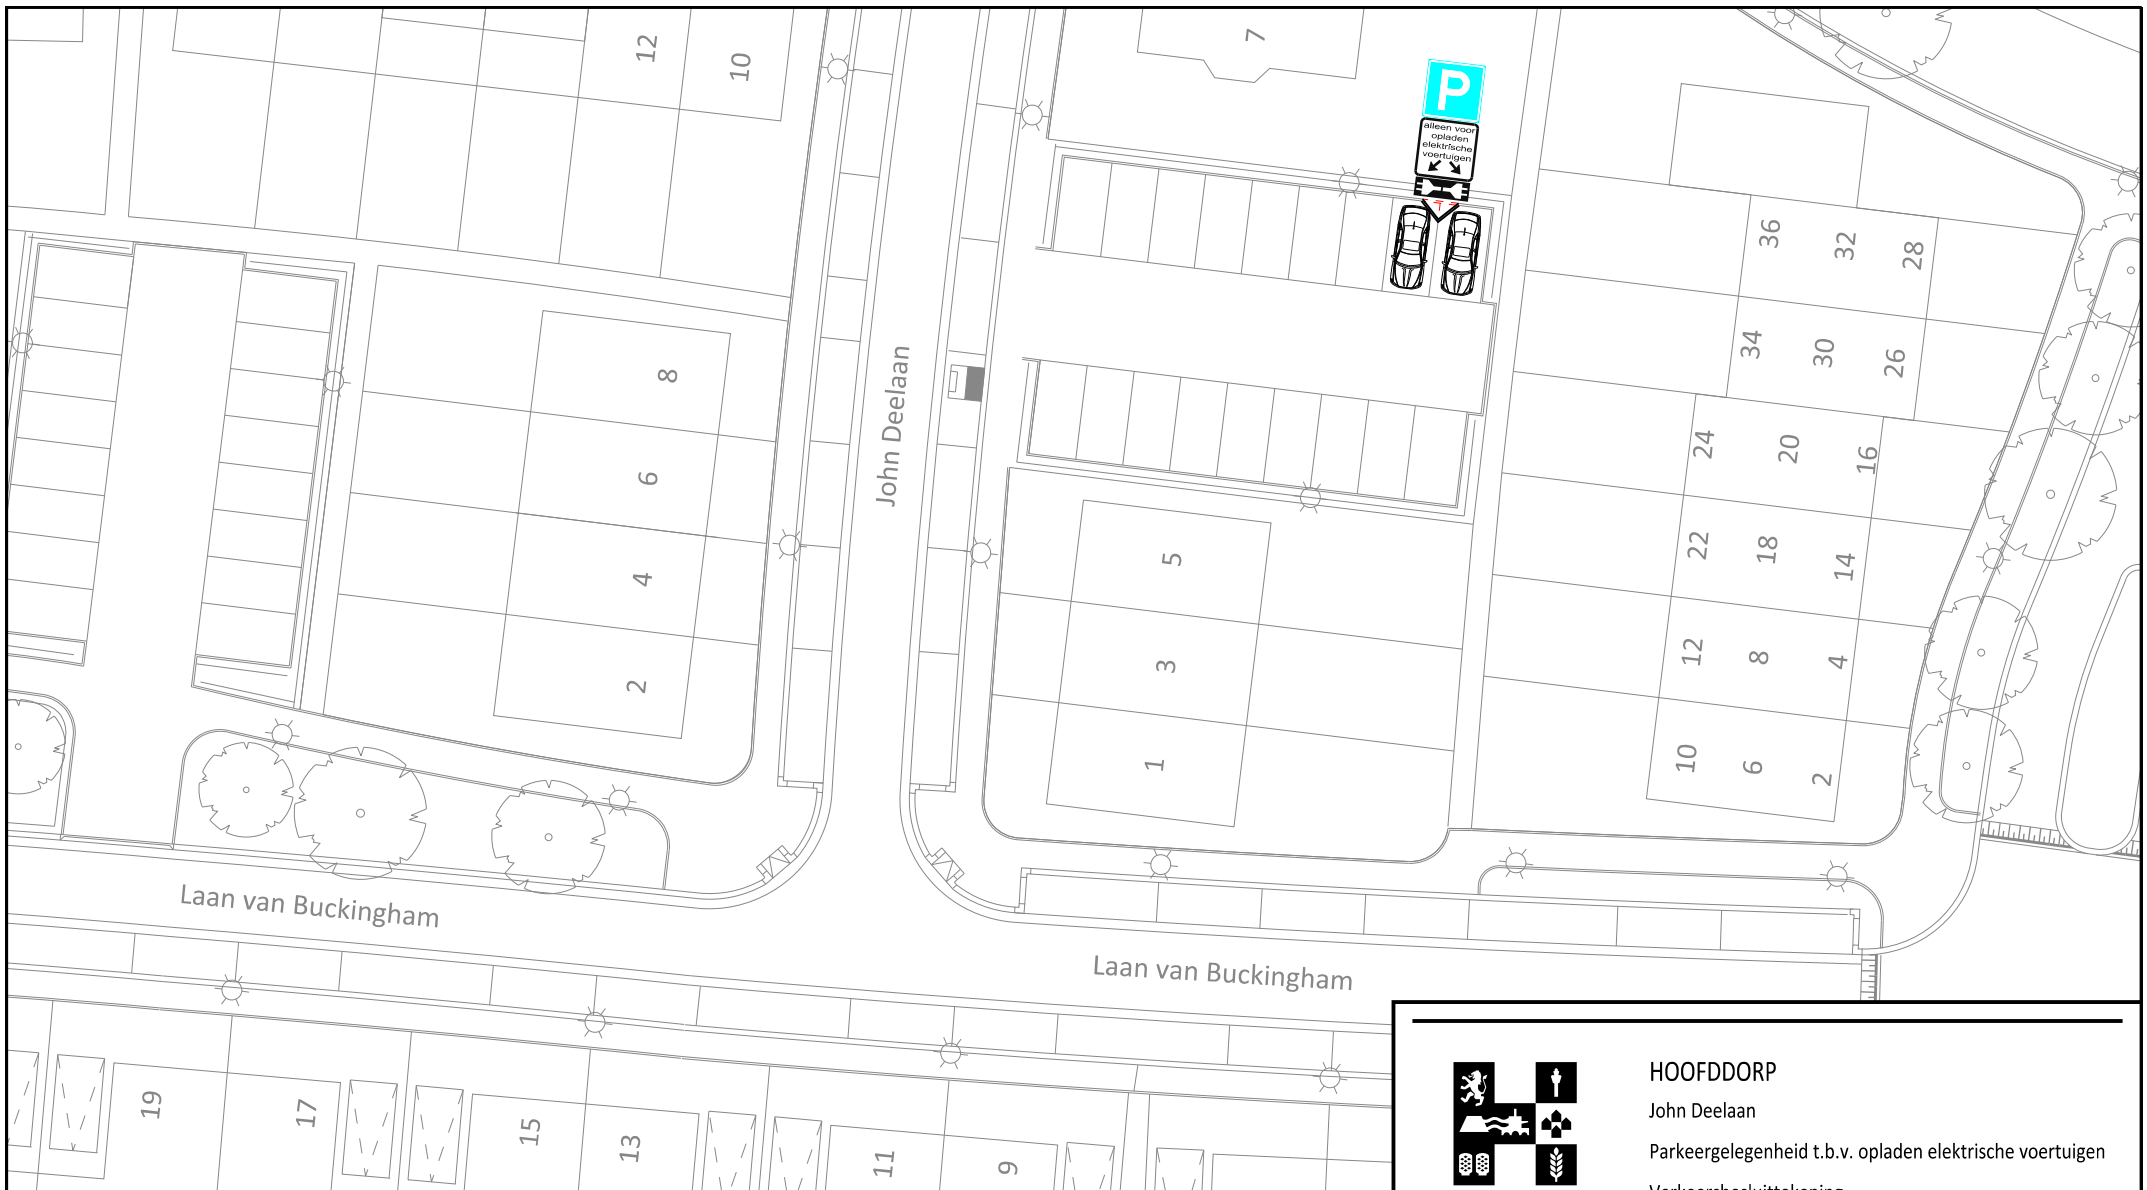 12
10
7
P
alleen voor
opladen
elektrische
voertuigen
36
32
28
34
30
26
24
20
16
22
18
14
12
8
4
10
6
2
8
6
4
2
John Deelaan
5
3
1
Laan van Buckingham
Laan van Buckingham
19
17
15
13
11
9
HOOFDDORP
John Deelaan
Parkeergelegenheid t.b.v. opladen elektrische voertuigen
Verkeersbesluittekening